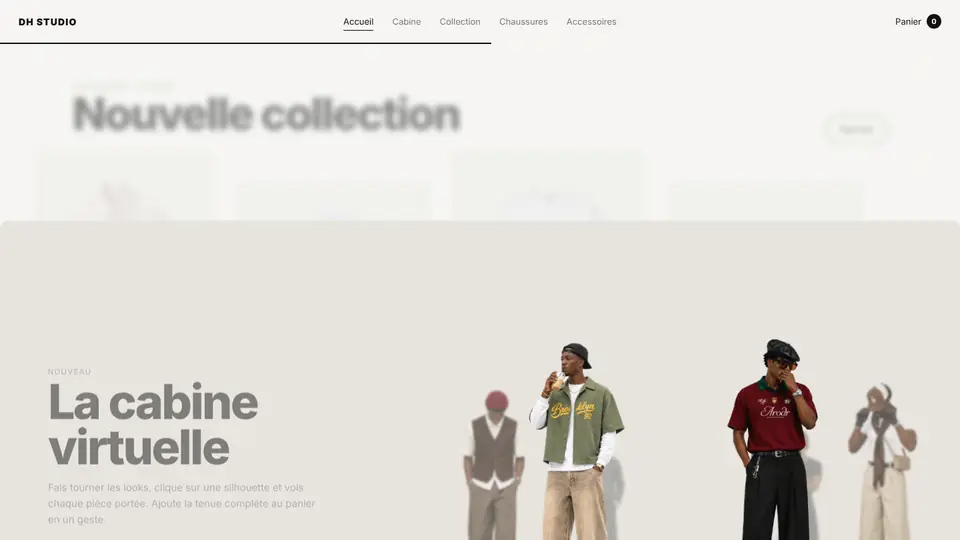 DH STUDIO
Accueil Cabine Collection Chaussures Accessoires
Panier 0
Nouvelle collection
NOUVEAU
La cabine
virtuelle
Fais tourner les looks, clique sur une silhouette et vois
chaque pièce portée. Ajoute la tenue complète au panier
en un geste.
Brooklyn